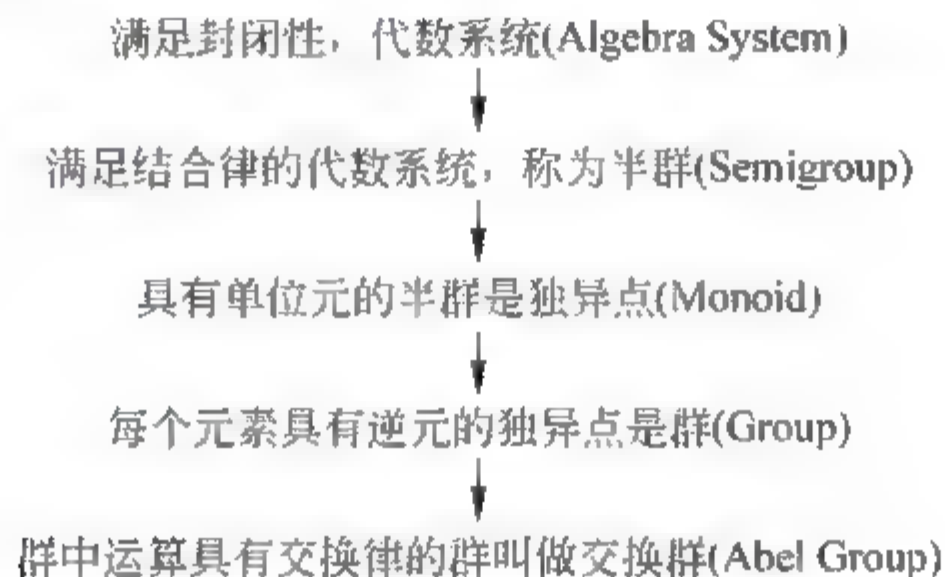 满足封闭性，代数系统(Algebra System)
满足结合律的代数系统，称为半群(Semigroup)
具有单位元的半群是独异点(Monoid)
每个元素具有逆元的独异点是群(Group)
群中运算具有交换律的群叫做交换群(Abel Group)